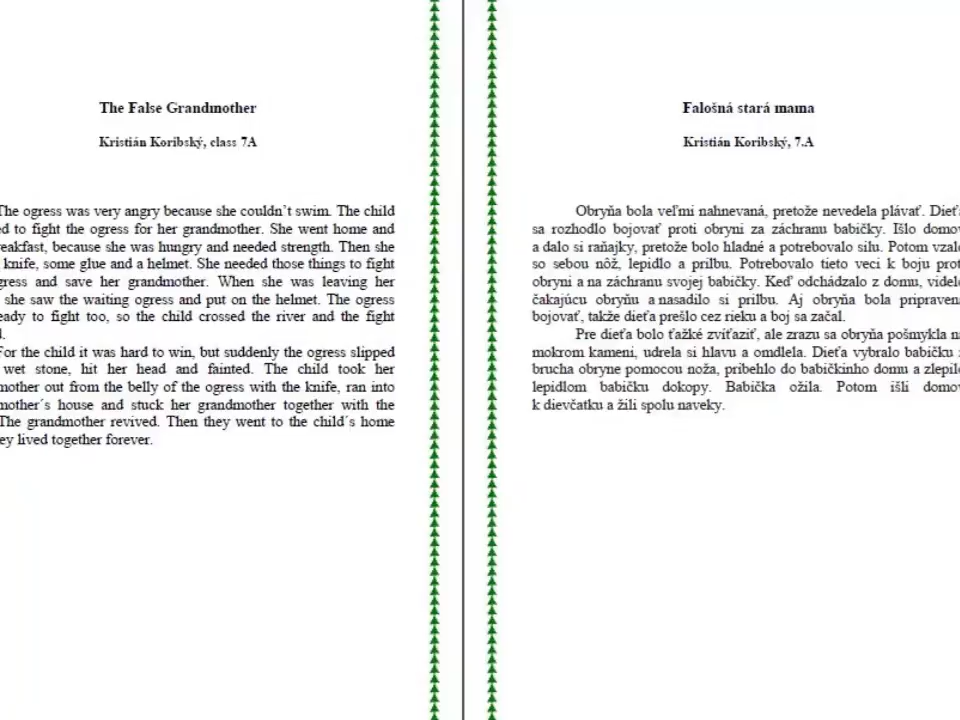 The False Grandmother
Kristián Koribský, class 7A
The ogress was very angry because she couldn't swim. The child
to fight the ogress for her grandmother. She went home and
because she was hungry and needed strength. Then she
knife, some glue and a helmet. She needed those things to fight
and save her grandmother. When she was leaving her
she saw the waiting ogress and put on the helmet. The ogress
to fight too, so the child crossed the river and the fight
For the child it was hard to win, but suddenly the ogress slipped
wet stone, hit her head and fainted. The child took her
out from the belly of the ogress with the knife, ran into
house and stuck her grandmother together with the
The grandmother revived. Then they went to the child´s home
lived together forever.
Falošná stará mama
Kristián Koribský, 7.A
Obryňa bola veľmi nahnevaná, pretože nevedela plávať.
sa rozhodlo bojovať proti obryni za záchranu babičky. Išlo
a dalo si raňajky, pretože bolo hladné a potrebovalo silu. Potom
so sebou nôž, lepidlo a prilbu. Potrebovalo tieto veci k boju
obryni a na záchranu svojej babičky. Keď odchádzalo z domu,
čakajúcu obryňu a nasadilo si prilbu. Aj obryňa bola
bojovať, takže dieťa prešlo cez rieku a boj sa začal.
Pre dieťa bolo ťažké zvíťaziť, ale zrazu sa obryňa pošmykla
mokrom kameni, udrela si hlavu a omdlela. Dieťa vybralo babičku
brucha obryne pomocou noža, pribehlo do babičkinho domu a
lepidlom babičku dokopy. Babička ožila. Potom išli
k dievčatku a žili spolu naveky.